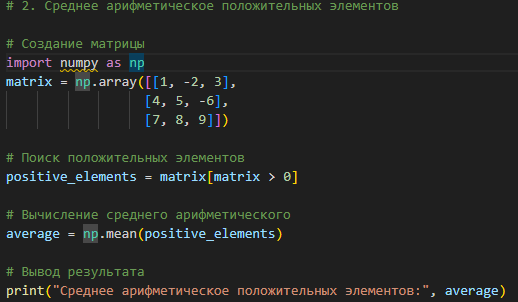 # 2. Среднее арифметическое положительных элементов
# Создание матрицы
import numpy as np
matrix = np.array([[1, -2, 3],
[4, 5, -6],
[7, 8, 9]])
# Поиск положительных элементов
positive_elements = matrix[matrix > 0]
# Вычисление среднего арифметического
average = np.mean(positive_elements)
# Вывод результата
print("Среднее арифметическое положительных элементов:", average)